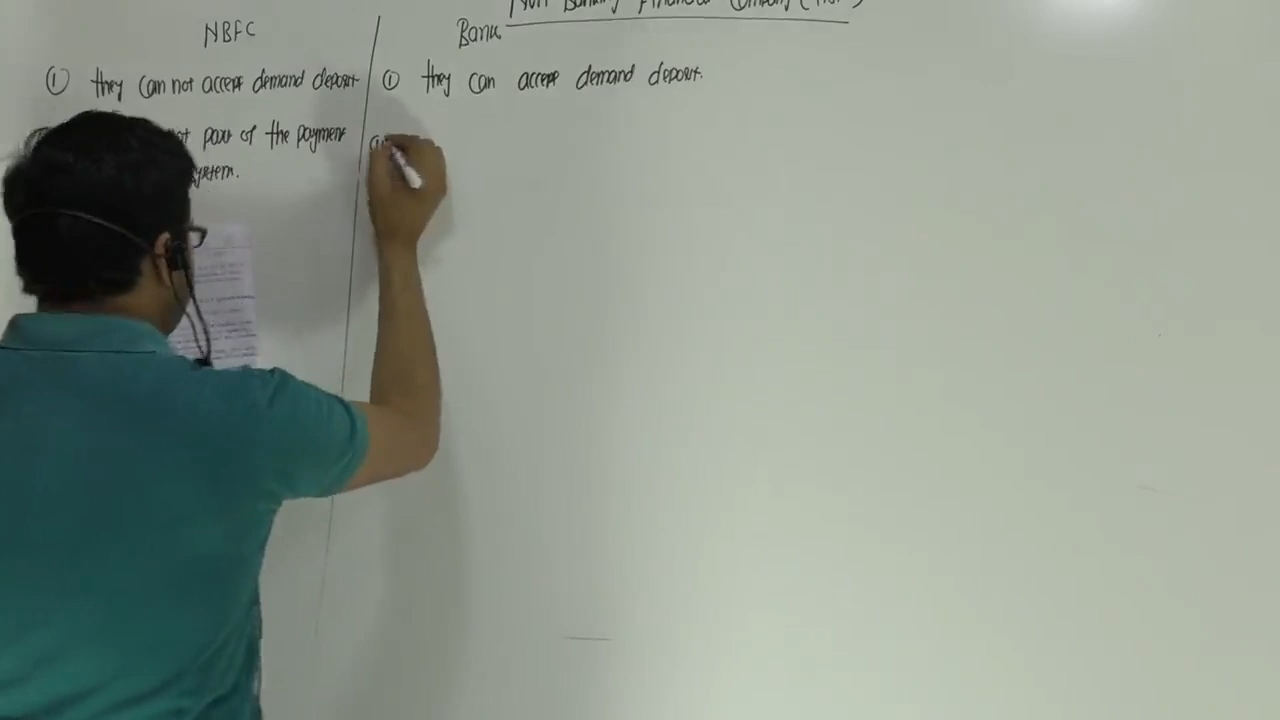 Non Banking Financial Company (
NBFC
Bank
① they can not accept demand deposit
① they can accept demand deposit.
part of the payment
system.